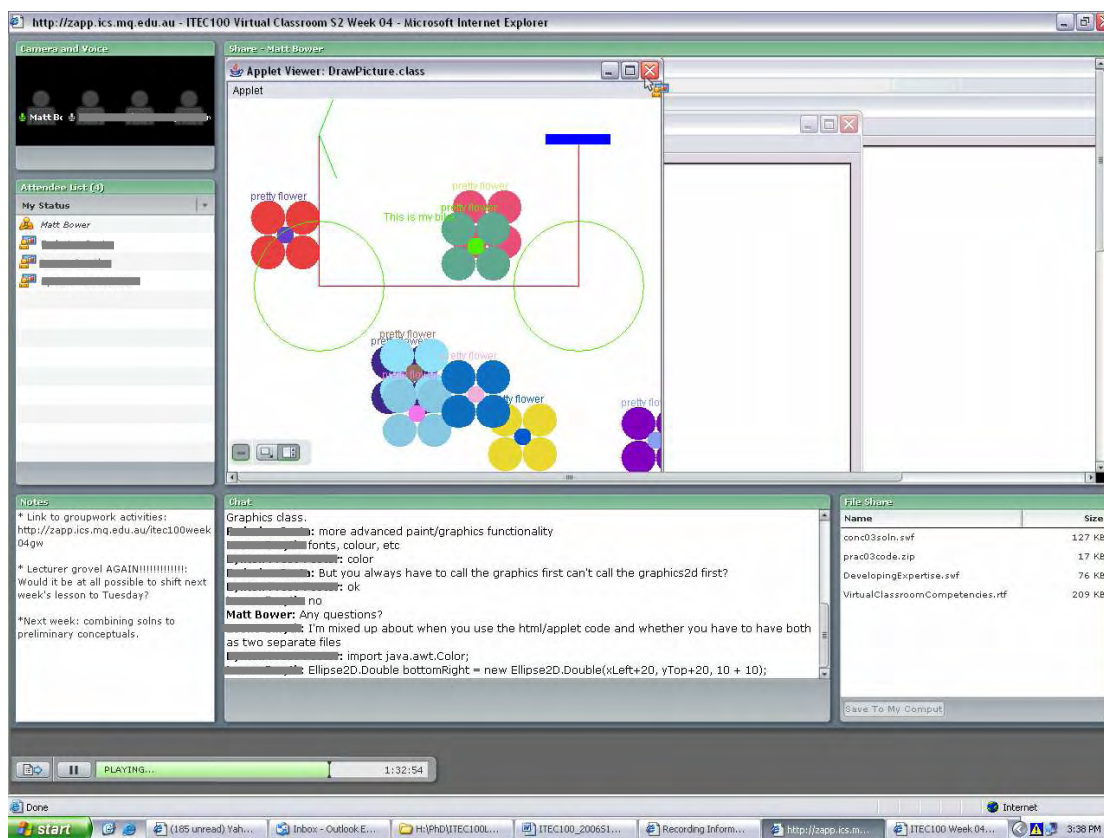 http://zapp.ics.mq.edu.au - ITEC100 Virtual Classroom S2 Week 04 - Microsoft Internet Explorer
Camera and Voice
Share - Matt Bower
Applet Viewer: DrawPicture.class
Applet
Matt Bo
pretty flower
pretty flower
pretty flower
This is my bike
Attendee List (4)
My Status
Matt Bower
pretty flower
pretty flower
pretty flower
pretty flower
pretty flo
Notes
* Link to groupwork activities:
http://zapp.ics.mq.edu.au/itec100week
04gw
* Lecturer grovel AGAIN!!!!!!!!!!!!!:
Would it be at all possible to shift next
week's lesson to Tuesday?
*Next week: combining solns to
preliminary conceptuals.
Chat
Graphics class.
: more advanced paint/graphics functionality
fonts, colour, etc
: color
: But you always have to call the graphics first can't call the graphics2d first?
: ok
no
Matt Bower: Any questions?
: I'm mixed up about when you use the html/applet code and whether you have to have both
as two separate files
: import java.awt.Color;
: Ellipse2D.Double bottomRight = new Ellipse2D.Double(xLeft+20, yTop+20, 10 + 10);
File Share
Name Size
conc03soln.swf 127 KB
prac03code.zip 17 KB
DevelopingExpertise.swf 76 KB
VirtualClassroomCompetencies.rtf 209 KB
Save To My Comput
PLAYING... 1:32:54
Done Internet
start (185 unread) Yah... Inbox - Outlook E... H:\PhD\ITEC100L... ITEC100_200651... Recording Inform... http://zapp.ics.m... ITEC100 Week 04... 3:38 PM